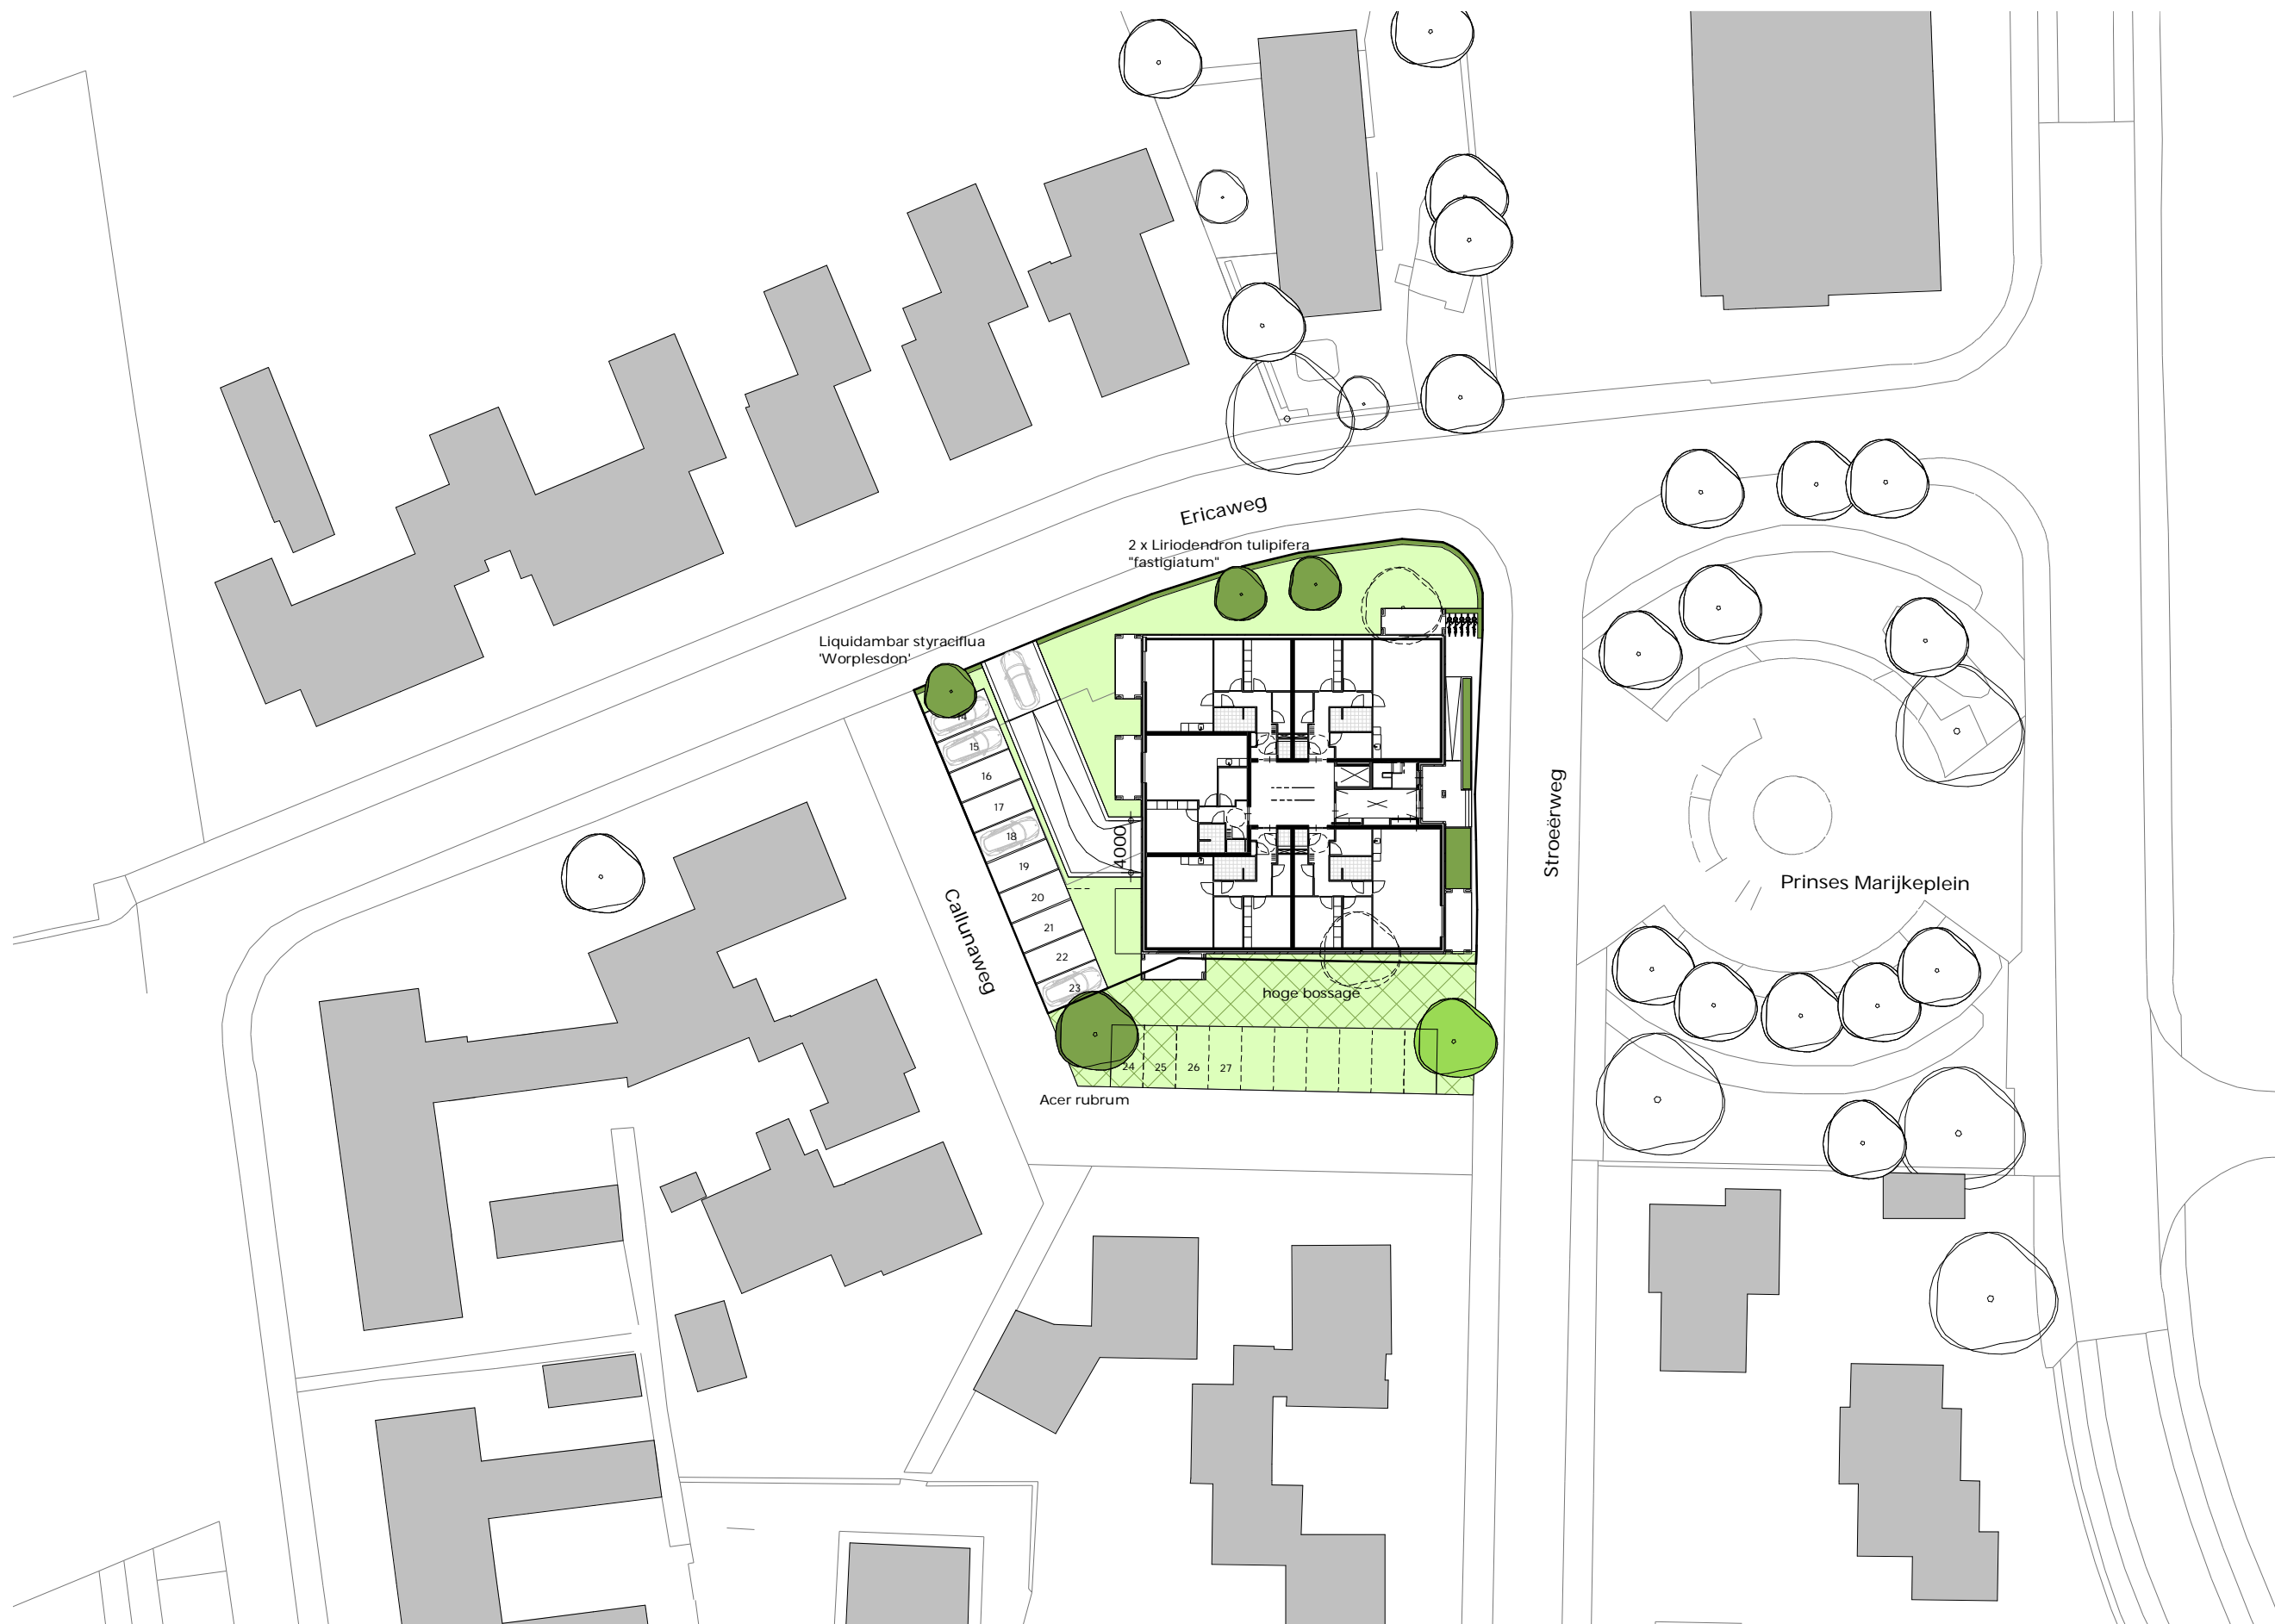 Ericaweg
2 x Liriodendron tulipifera
"fastigiatum"
Liquidambar styraciflua
'Worplesdon'
14
15
16
17
18
19
20
21
22
23
4000
Callunaweg
Stroeërweg
Prinses Marijkeplein
hoge bossage
24 25 26 27
Acer rubrum